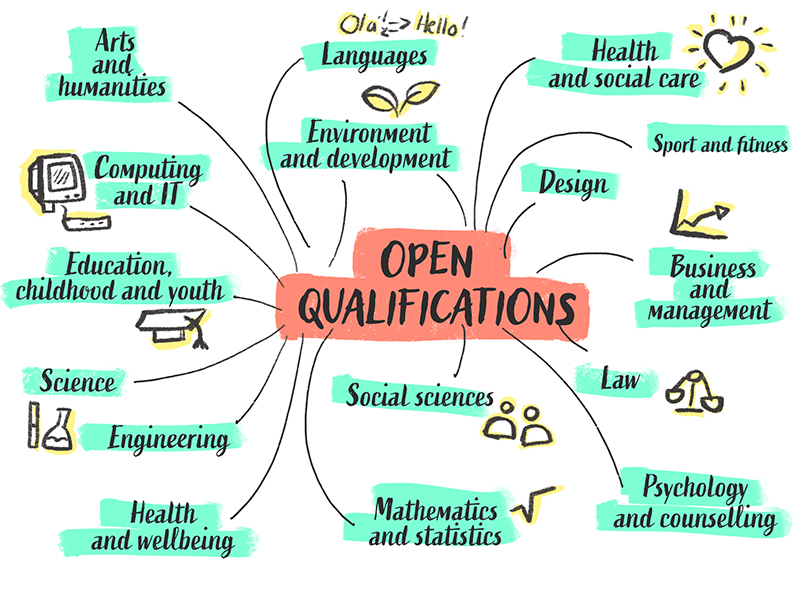 Arts
and
humanities
Ola! => Hello!
Languages
Health
and social care
Environment
and development
Sport and fitness
Computing
and IT
Design
Education,
childhood and youth
OPEN
QUALIFICATIONS
Business
and
management
Science
Social sciences
Law
Engineering
Health
and wellbeing
Mathematics
and statistics
Psychology
and counselling